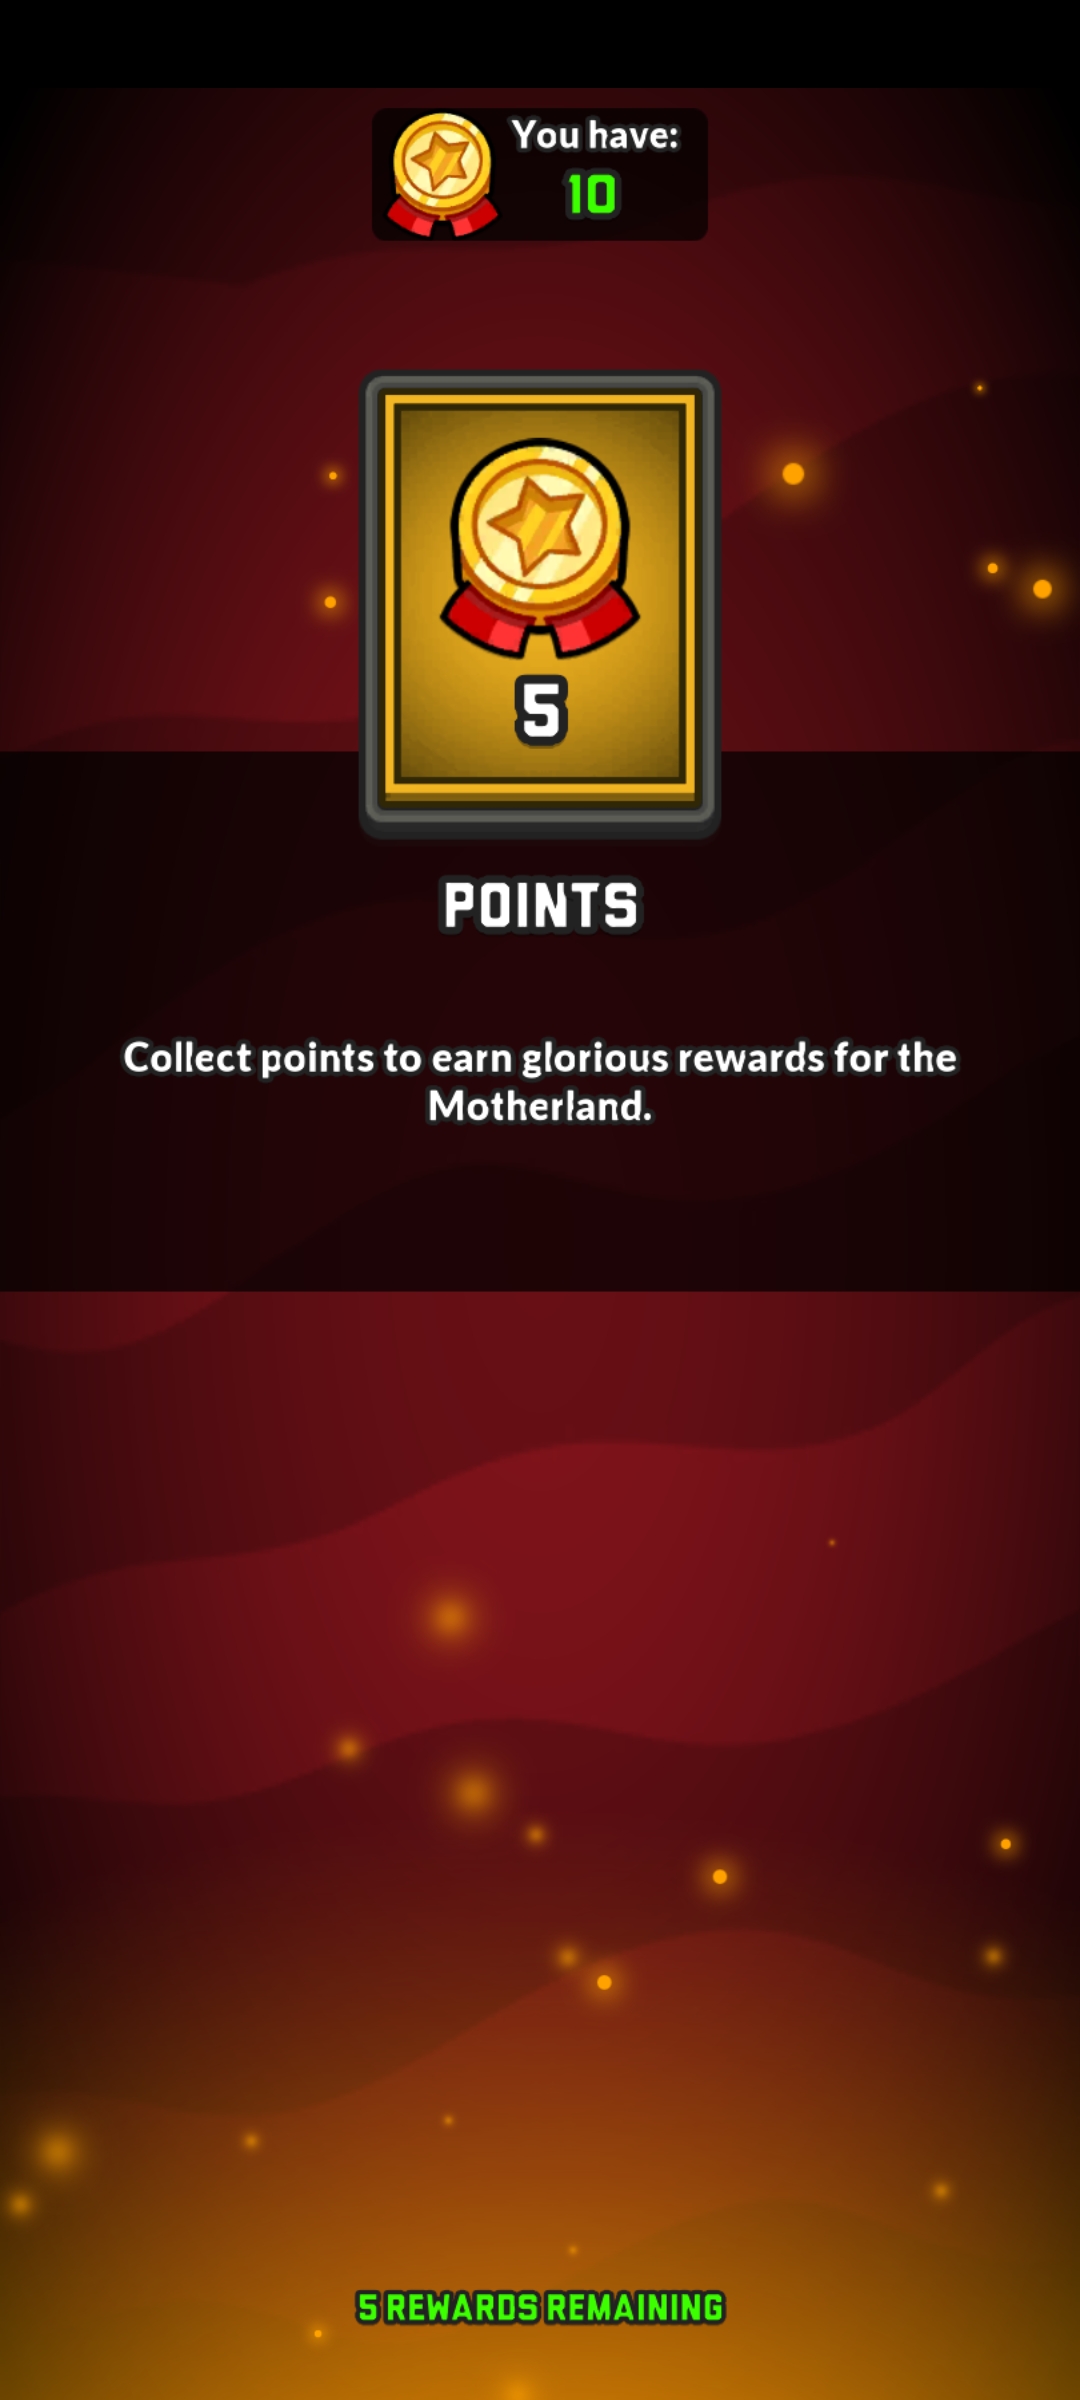 You have:
10
5
POINTS
Collect points to earn glorious rewards for the
Motherland.
5 REWARDS REMAINING